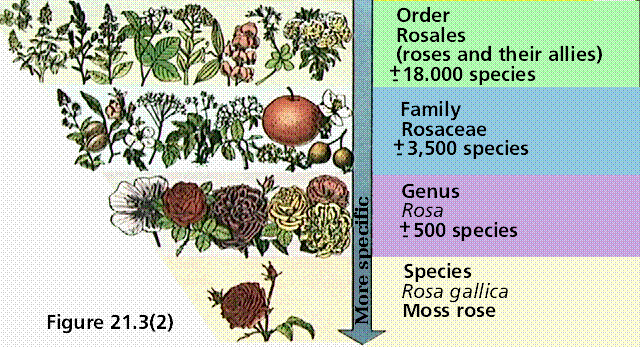 Order
Rosales
(roses and their allies)
±18.000 species
Family
Rosaceae
±3,500 species
Genus
Rosa
±500 species
More specific
Species
Rosa gallica
Moss rose
Figure 21.3(2)